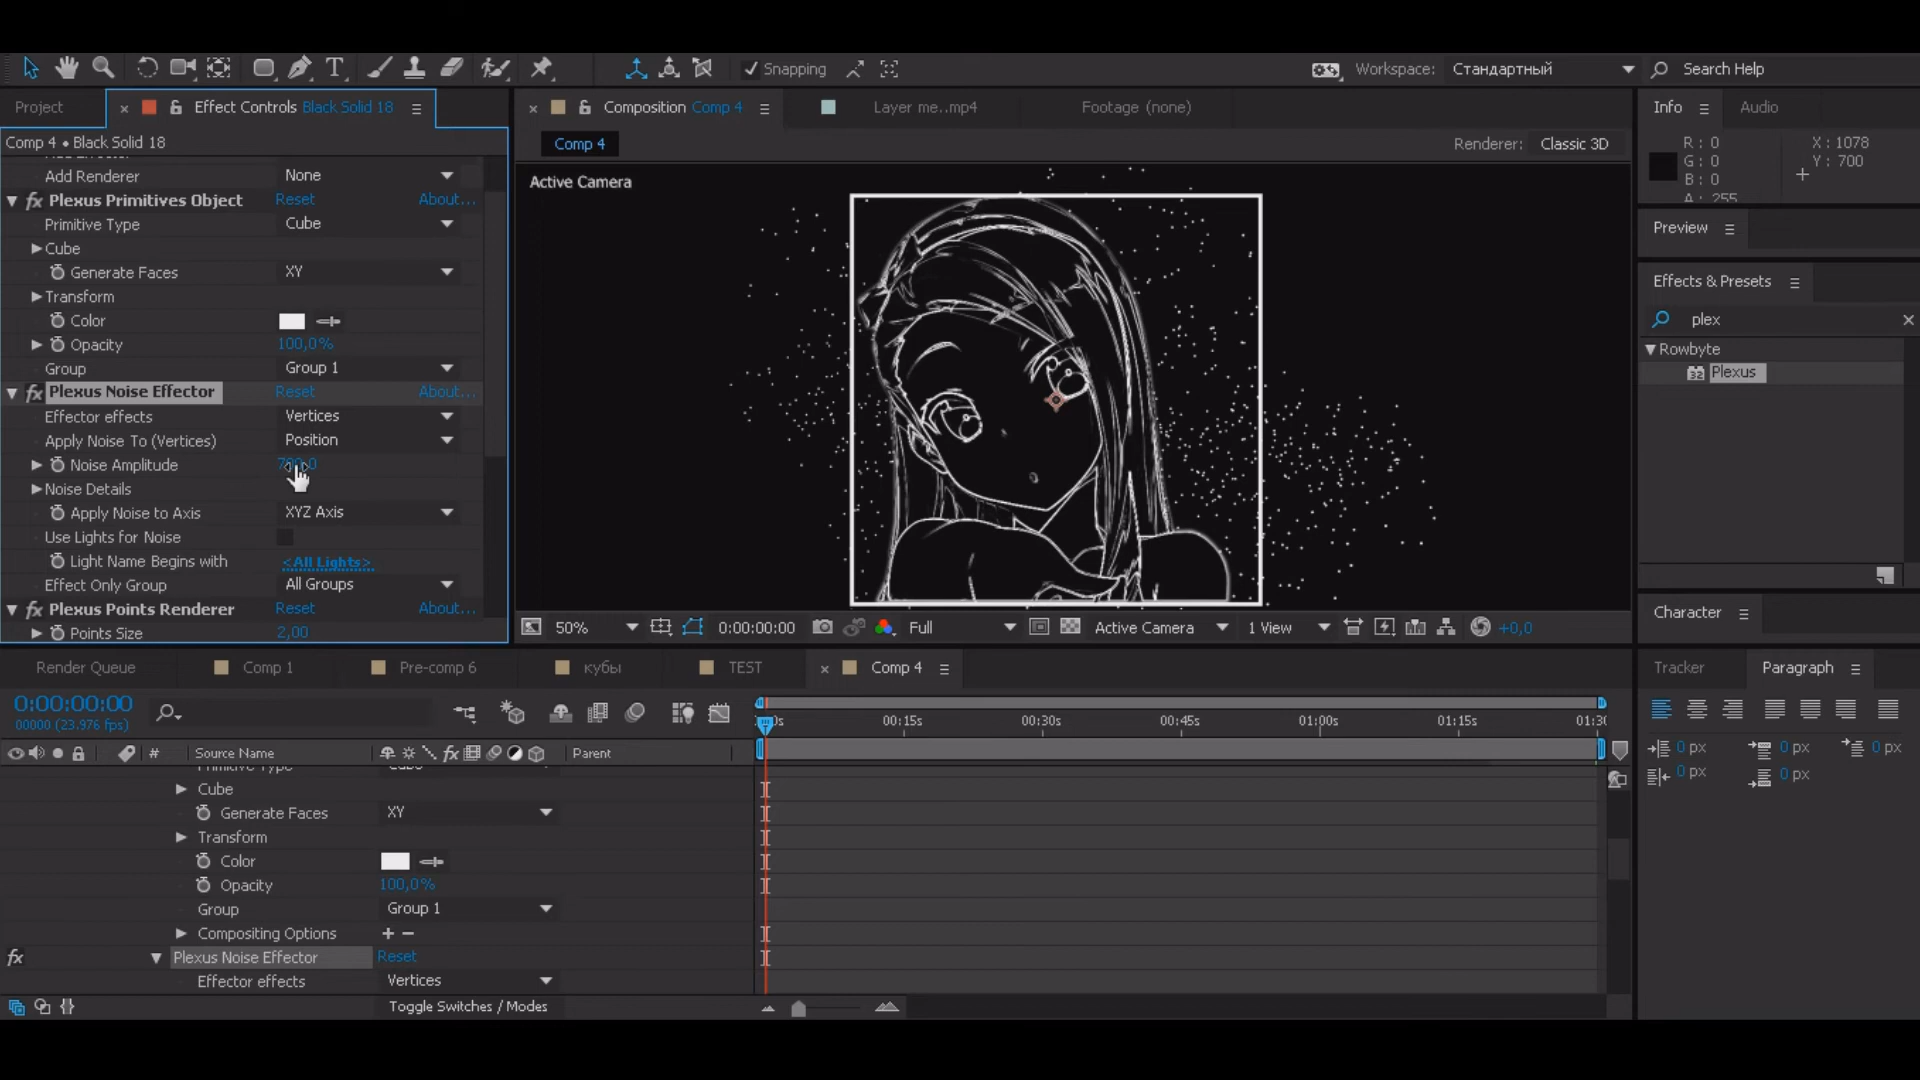 Snapping
Workspace: Стандартный
Search Help
Project
Effect Controls Black Solid 18
Composition Comp 4
Layer me...mp4
Footage (none)
Info
Audio
Comp 4 • Black Solid 18
Comp 4
Renderer: Classic 3D
R : 0
G : 0
B : 0
A : 255
X : 1078
Y : 700
Add Renderer None
Active Camera
Plexus Primitives Object Reset About...
Primitive Type Cube
Cube
Generate Faces XY
Transform
Color
Opacity 100,0%
Group Group 1
Plexus Noise Effector Reset About...
Effector effects Vertices
Apply Noise To (Vertices) Position
Noise Amplitude
Noise Details
Apply Noise to Axis XYZ Axis
Use Lights for Noise
Light Name Begins with <All Lights>
Effect Only Group All Groups
Plexus Points Renderer Reset About...
Points Size 2,00
Preview
Effects & Presets
plex
Rowbyte
32 Plexus
Character
50% 0:00:00:00 Full Active Camera 1 View +0,0
Render Queue
Comp 1
Pre-comp 6
кубы
TEST
Comp 4
Tracker
Paragraph
0:00:00:00
00000 (23.976 fps)
00:15s 00:30s 00:45s 01:00s 01:15s
# Source Name fx Parent
0 px 0 px 0 px
0 px 0 px
Primitive Type Cube
Cube
Generate Faces XY
Transform
Color
Opacity 100,0%
Group Group 1
Compositing Options + −
fx Plexus Noise Effector Reset
Effector effects Vertices
Toggle Switches / Modes